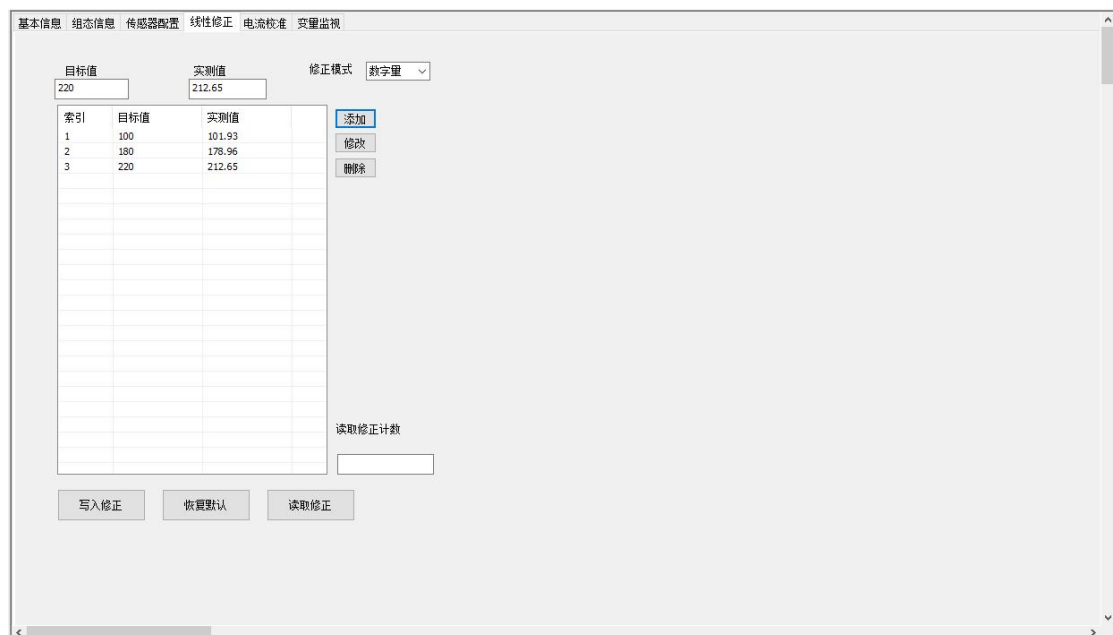 基本信息 组态信息 传感器配置 线性修正 电流校准 变量监视
目标值 实测值 修正模式 数字量
220 212.65
索引 目标值 实测值 添加
1 100 101.93
2 180 178.96 修改
3 220 212.65 删除
读取修正计数
写入修正 恢复默认 读取修正